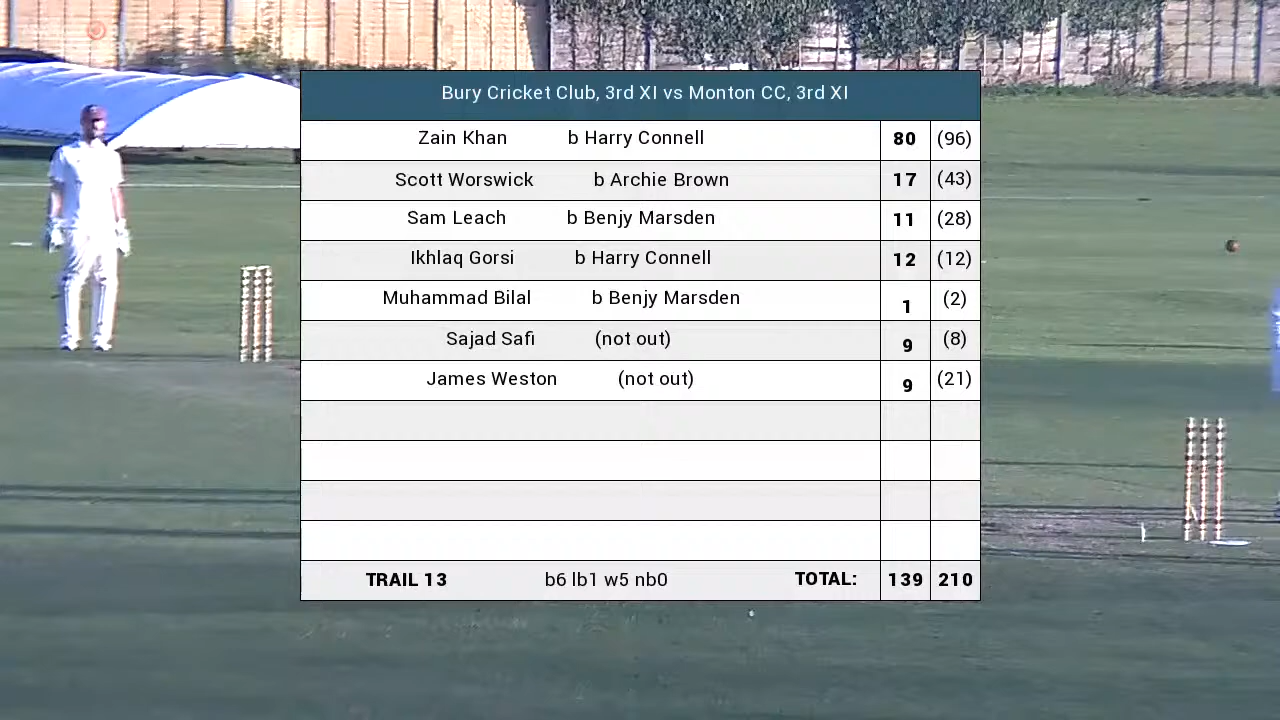 Bury Cricket Club, 3rd XI vs Monton CC, 3rd XI
Zain Khan b Harry Connell 80 (96)
Scott Worswick b Archie Brown 17 (43)
Sam Leach b Benjy Marsden 11 (28)
Ikhlaq Gorsi b Harry Connell 12 (12)
Muhammad Bilal b Benjy Marsden 1 (2)
Sajad Safi (not out) 9 (8)
James Weston (not out) 9 (21)
TRAIL 13 b6 lb1 w5 nb0 TOTAL: 139 210